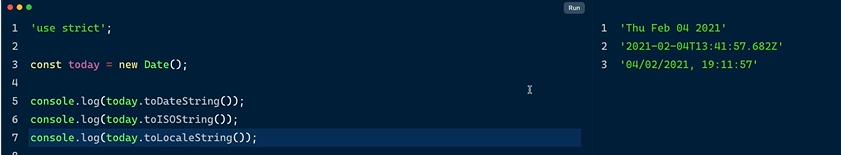 Run
1 'use strict';
2
3 const today = new Date();
4
5 console.log(today.toDateString());
6 console.log(today.toISOString());
7 console.log(today.toLocaleString());
1 'Thu Feb 04 2021'
2 '2021-02-04T13:41:57.682Z'
3 '04/02/2021, 19:11:57'